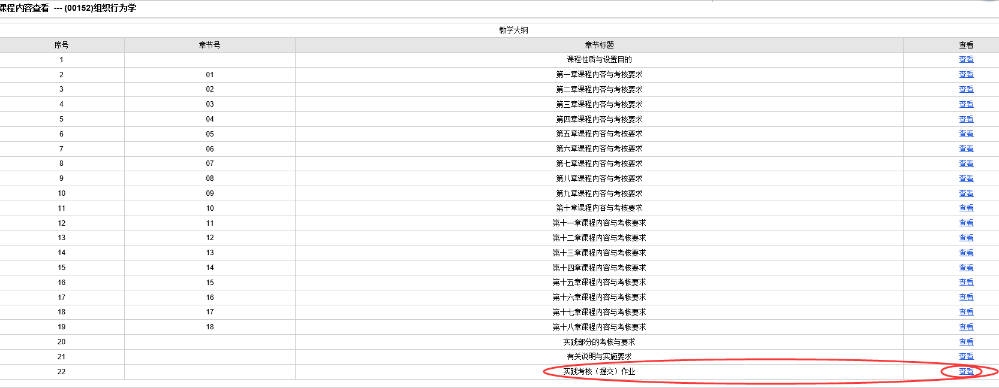 课程内容查看 --- (00152)组织行为学
教学大纲
序号 章节号 章节标题 查看
1 课程性质与设置目的 查看
2 01 第一章课程内容与考核要求 查看
3 02 第二章课程内容与考核要求 查看
4 03 第三章课程内容与考核要求 查看
5 04 第四章课程内容与考核要求 查看
6 05 第五章课程内容与考核要求 查看
7 06 第六章课程内容与考核要求 查看
8 07 第七章课程内容与考核要求 查看
9 08 第八章课程内容与考核要求 查看
10 09 第九章课程内容与考核要求 查看
11 10 第十章课程内容与考核要求 查看
12 11 第十一章课程内容与考核要求 查看
13 12 第十二章课程内容与考核要求 查看
14 13 第十三章课程内容与考核要求 查看
15 14 第十四章课程内容与考核要求 查看
16 15 第十五章课程内容与考核要求 查看
17 16 第十六章课程内容与考核要求 查看
18 17 第十七章课程内容与考核要求 查看
19 18 第十八章课程内容与考核要求 查看
20 实践部分的考核与要求 查看
21 有关说明与实施要求 查看
22 实践考核（提交）作业 查看